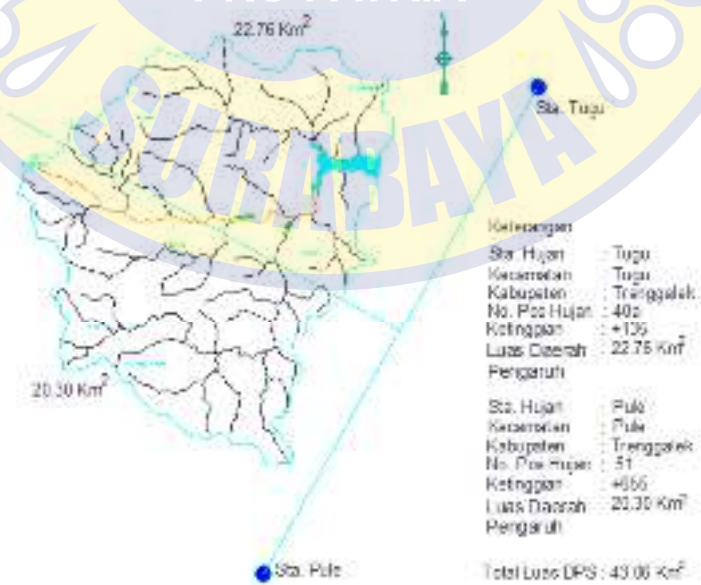 22.76 Km²
Sta. Tugu
SURABAYA
Keterangan
Sta. Hujan : Tugu
Kecamatan : Tugu
Kabupaten : Trenggalek
No. Pos Hujan : 40a
Ketinggian : +136
Luas Daerah : 22.76 Km²
Pengaruh
20.30 Km²
Sta. Hujan : Pule
Kecamatan : Pule
Kabupaten : Trenggalek
No. Pos Hujan : 51
Ketinggian :
Luas Daerah : 20.30 Km²
Pengaruh
Sta. Pule
Total Luas DPS : 43.06 Km²